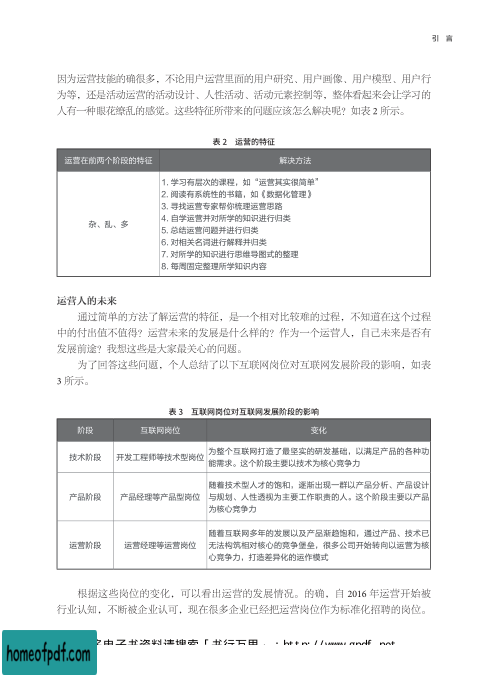 引 言
因为运营技能的确很多，不论用户运营里面的用户研究、用户画像、用户模型、用户行
为等，还是活动运营的活动设计、人性活动、活动元素控制等，整体看起来会让学习的
人有一种眼花缭乱的感觉。这些特征所带来的问题应该怎么解决呢？如表 2 所示。
表 2 运营的特征
运营在前两个阶段的特征 解决方法
杂、乱、多
1. 学习有层次的课程，如“运营其实很简单”
2. 阅读有系统性的书籍，如《数据化管理》
3. 寻找运营专家帮你梳理运营思路
4. 自学运营并对所学的知识进行归类
5. 总结运营问题并进行归类
6. 对相关名词进行解释并归类
7. 对所学的知识进行思维导图式的整理
8. 每周固定整理所学知识内容
运营人的未来
通过简单的方法了解运营的特征，是一个相对比较难的过程，不知道在这个过程
中的付出值不值得？运营未来的发展是什么样的？作为一个运营人，自己未来是否有
发展前途？我想这些是大家最关心的问题。
为了回答这些问题，个人总结了以下互联网岗位对互联网发展阶段的影响，如表
3 所示。
表 3 互联网岗位对互联网发展阶段的影响
阶段 互联网岗位 变化
技术阶段 开发工程师等技术型岗位
为整个互联网打造了最坚实的研发基础，以满足产品的各种功
能需求。这个阶段主要以技术为核心竞争力
产品阶段 产品经理等产品型岗位
随着技术型人才的饱和，逐渐出现一群以产品分析、产品设计
与规划、人性透视为主要工作职责的人。这个阶段主要以产品
为核心竞争力
运营阶段 运营经理等运营岗位
随着互联网多年的发展以及产品渐趋饱和，通过产品、技术已
无法构筑相对核心的竞争堡垒，很多公司开始转向以运营为核
心竞争力，打造差异化的运作模式
根据这些岗位的变化，可以看出运营的发展情况。的确，自 2016 年运营开始被
行业认知，不断被企业认可，现在很多企业已经把运营岗位作为标准化招聘的岗位。
homeofpdf.com